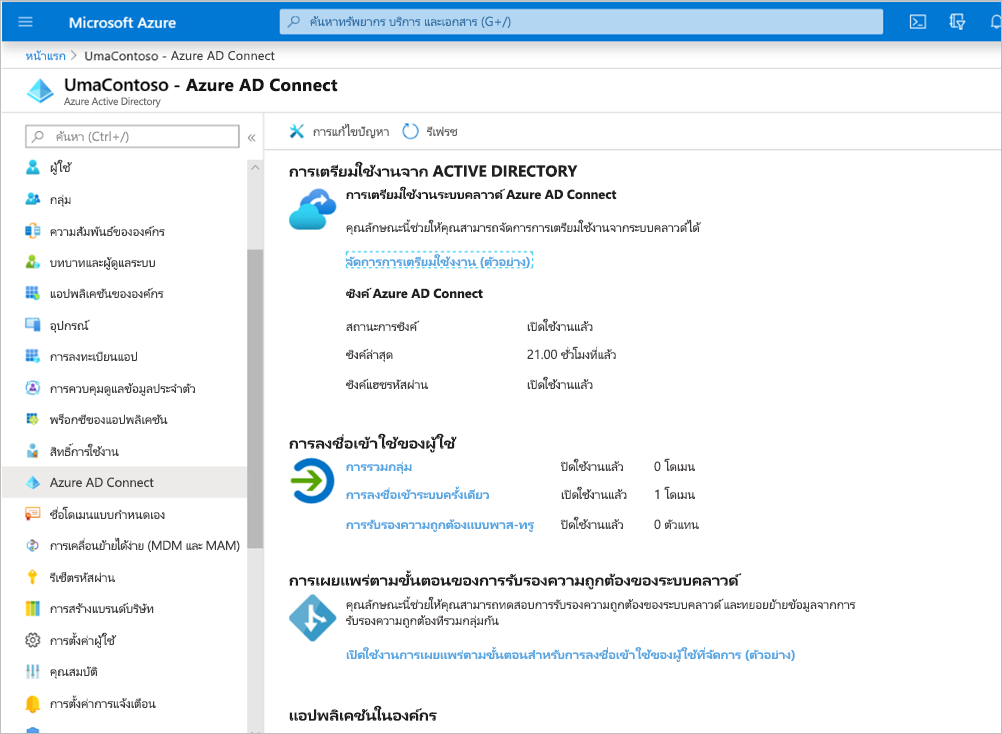 Microsoft Azure
ค้นหาทรัพยากร บริการ และเอกสาร (G+/)
หน้าแรก > UmaContoso - Azure AD Connect
UmaContoso - Azure AD Connect
Azure Active Directory
ค้นหา (Ctrl+/)
«
ผู้ใช้
กลุ่ม
ความสัมพันธ์ขององค์กร
บทบาทและผู้ดูแลระบบ
แอปพลิเคชันขององค์กร
อุปกรณ์
การลงทะเบียนแอป
การควบคุมดูแลข้อมูลประจำตัว
พร็อกซีของแอปพลิเคชัน
สิทธิ์การใช้งาน
Azure AD Connect
ชื่อโดเมนแบบกำหนดเอง
การเคลื่อนย้ายได้ง่าย (MDM และ MAM)
รีเซ็ตรหัสผ่าน
การสร้างแบรนด์บริษัท
การตั้งค่าผู้ใช้
คุณสมบัติ
การตั้งค่าการแจ้งเตือน
การแก้ไขปัญหา รีเฟรช
การเตรียมใช้งานจาก ACTIVE DIRECTORY
การเตรียมใช้งานระบบคลาวด์ Azure AD Connect
คุณลักษณะนี้ช่วยให้คุณสามารถจัดการการเตรียมใช้งานจากระบบคลาวด์ได้
จัดการการเตรียมใช้งงาน (ตัวอย่าง)
ซิงค์ Azure AD Connect
สถานะการซิงค์ เปิดใช้งานแล้ว
ซิงค์ล่าสุด 21.00 ชั่วโมงที่แล้ว
ซิงค์แฮชรหัสผ่าน เปิดใช้งานแล้ว
การลงชื่อเข้าใช้ของผู้ใช้
การรวมกลุ่ม ปิดใช้งานแล้ว 0 โดเมน
การลงชื่อเข้าระบบครั้งเดียว เปิดใช้งานแล้ว 1 โดเมน
การรับรองความถูกต้องแบบพาส-ทรู ปิดใช้งานแล้ว 0 ตัวแทน
การเผยแพร่ตามขั้นตอนของการรับรองความถูกต้องของระบบคลาวด์
คุณลักษณะนี้ช่วยให้คุณสามารถทดสอบการรับรองความถูกต้องของระบบคลาวด์ และทยอยย้ายข้อมูลจากการ
รับรองความถูกต้องที่รวมกลุ่มกัน
เปิดใช้งานการเผยแพร่ตามขั้นตอนสำหรับการลงชื่อเข้าใช้ของผู้ใช้ที่จัดการ (ตัวอย่าง)
แอปพลิเคชันในองค์กร